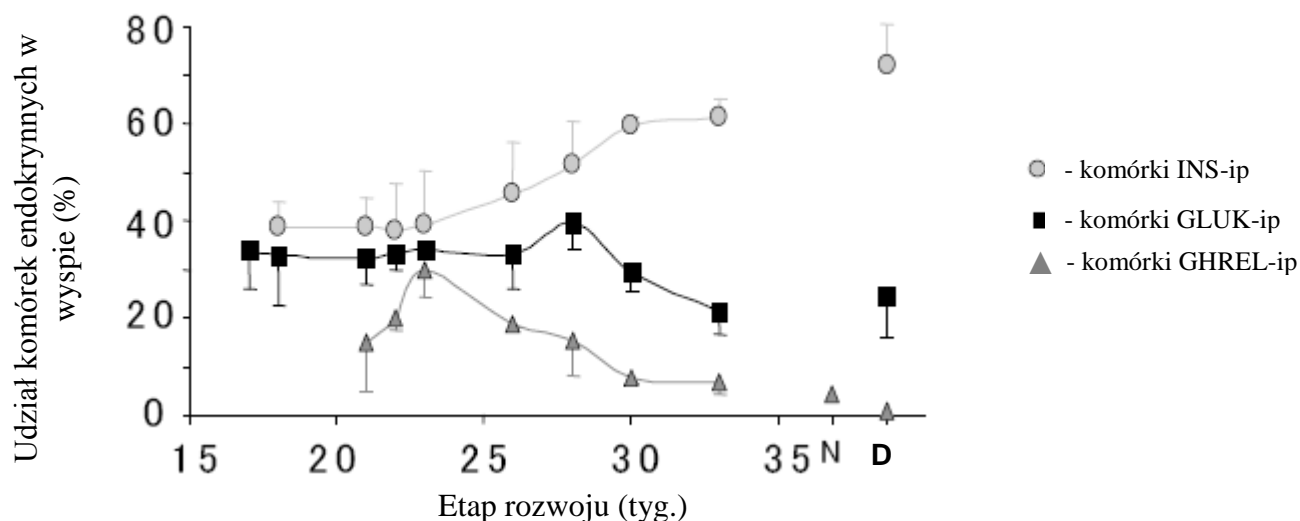 Udział komórek endokrynnych w
wyspie (%)
80
60
40
20
0
15
20
25
30
35
N
D
Etap rozwoju (tyg.)
- komórki INS-ip
- komórki GLUK-ip
- komórki GHREL-ip